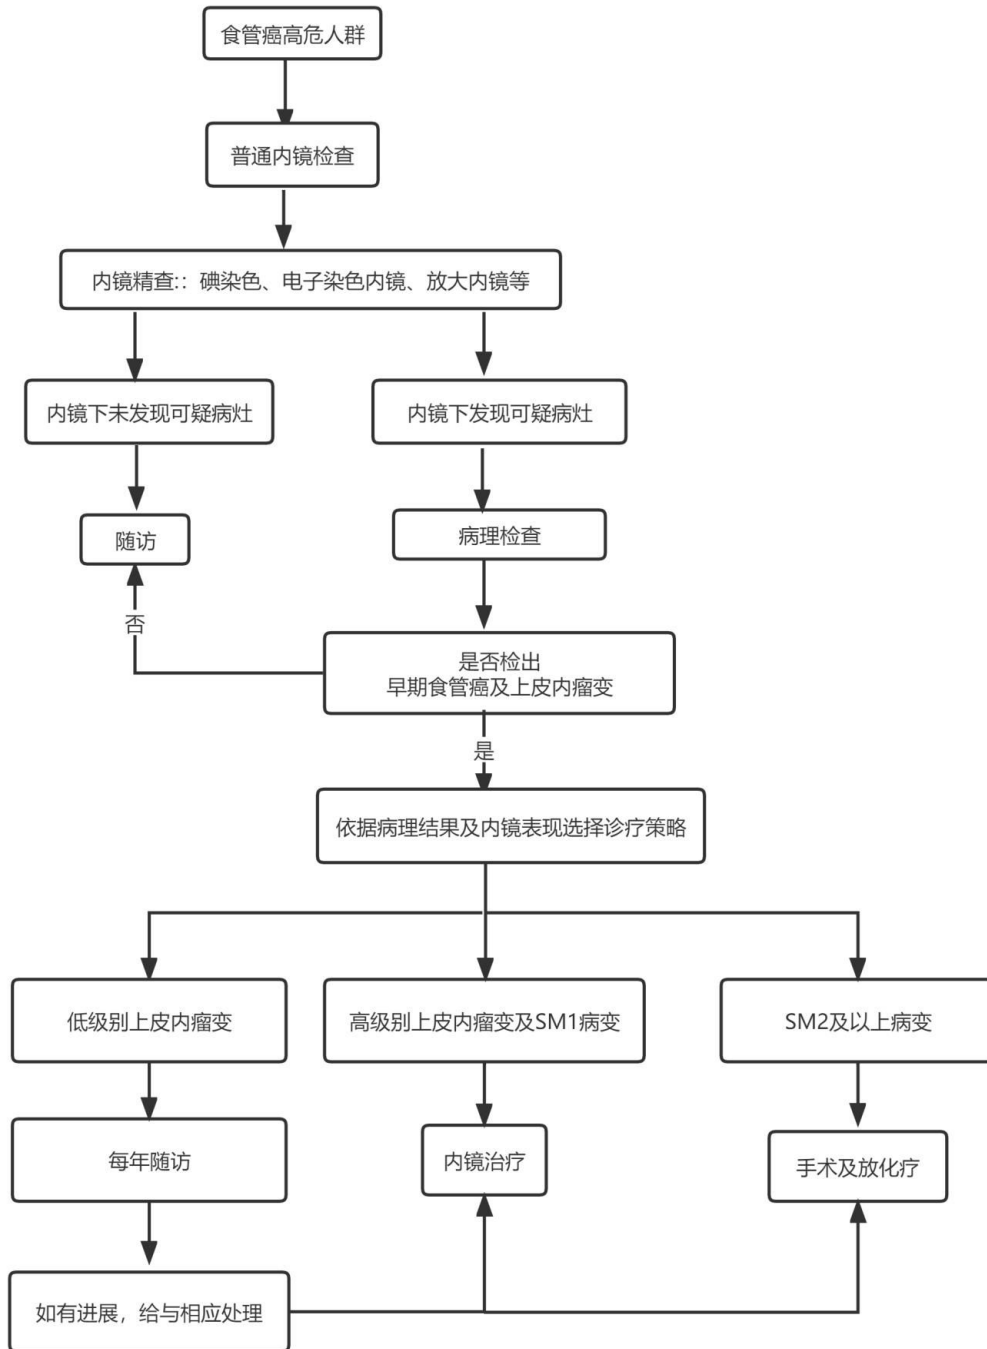 食管癌高危人群
普通内镜检查
内镜精查:：碘染色、电子染色内镜、放大内镜等
内镜下未发现可疑病灶
内镜下发现可疑病灶
随访
病理检查
否
是否检出
早期食管癌及上皮内瘤变
是
依据病理结果及内镜表现选择诊疗策略
低级别上皮内瘤变
高级别上皮内瘤变及SM1病变
SM2及以上病变
每年随访
内镜治疗
手术及放化疗
如有进展，给与相应处理